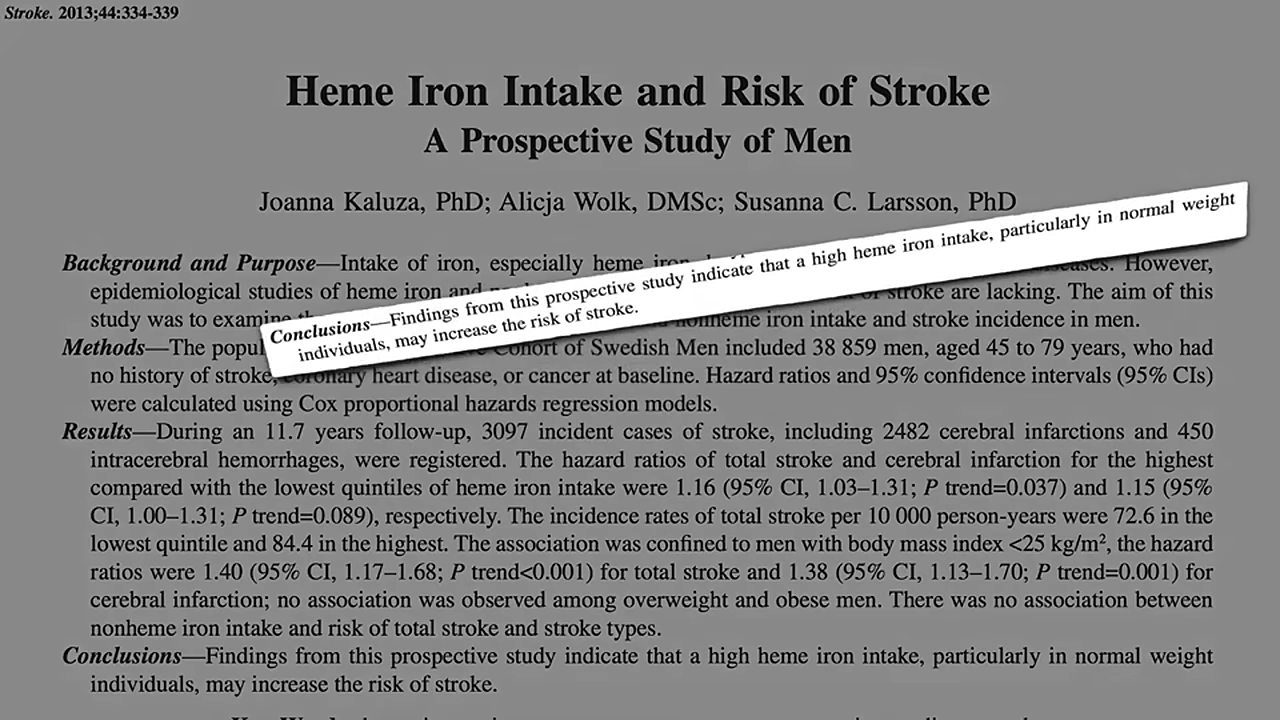 Stroke. 2013;44:334-339
Heme Iron Intake and Risk of Stroke
A Prospective Study of Men
Joanna Kaluza, PhD; Alicja Wolk, DMSc; Susanna C. Larsson, PhD
Background and Purpose—Intake of iron, especially heme iron, However,
epidemiological studies of heme iron and of stroke are lacking. The aim of this
study was to examine nonheme iron intake and stroke incidence in men.
Conclusions—Findings from this prospective study indicate that a high heme iron intake, particularly in normal weight
individuals, may increase the risk of stroke.
Methods—The Cohort of Swedish Men included 38 859 men, aged 45 to 79 years, who had
no history of stroke, coronary heart disease, or cancer at baseline. Hazard ratios and 95% confidence intervals (95% CIs)
were calculated using Cox proportional hazards regression models.
Results—During an 11.7 years follow-up, 3097 incident cases of stroke, including 2482 cerebral infarctions and 450
intracerebral hemorrhages, were registered. The hazard ratios of total stroke and cerebral infarction for the highest
compared with the lowest quintiles of heme iron intake were 1.16 (95% CI, 1.03–1.31; P trend=0.037) and 1.15 (95%
CI, 1.00–1.31; P trend=0.089), respectively. The incidence rates of total stroke per 10 000 person-years were 72.6 in the
lowest quintile and 84.4 in the highest. The association was confined to men with body mass index <25 kg/m², the hazard
ratios were 1.40 (95% CI, 1.17–1.68; P trend<0.001) for total stroke and 1.38 (95% CI, 1.13–1.70; P trend=0.001) for
cerebral infarction; no association was observed among overweight and obese men. There was no association between
nonheme iron intake and risk of total stroke and stroke types.
Conclusions—Findings from this prospective study indicate that a high heme iron intake, particularly in normal weight
individuals, may increase the risk of stroke.